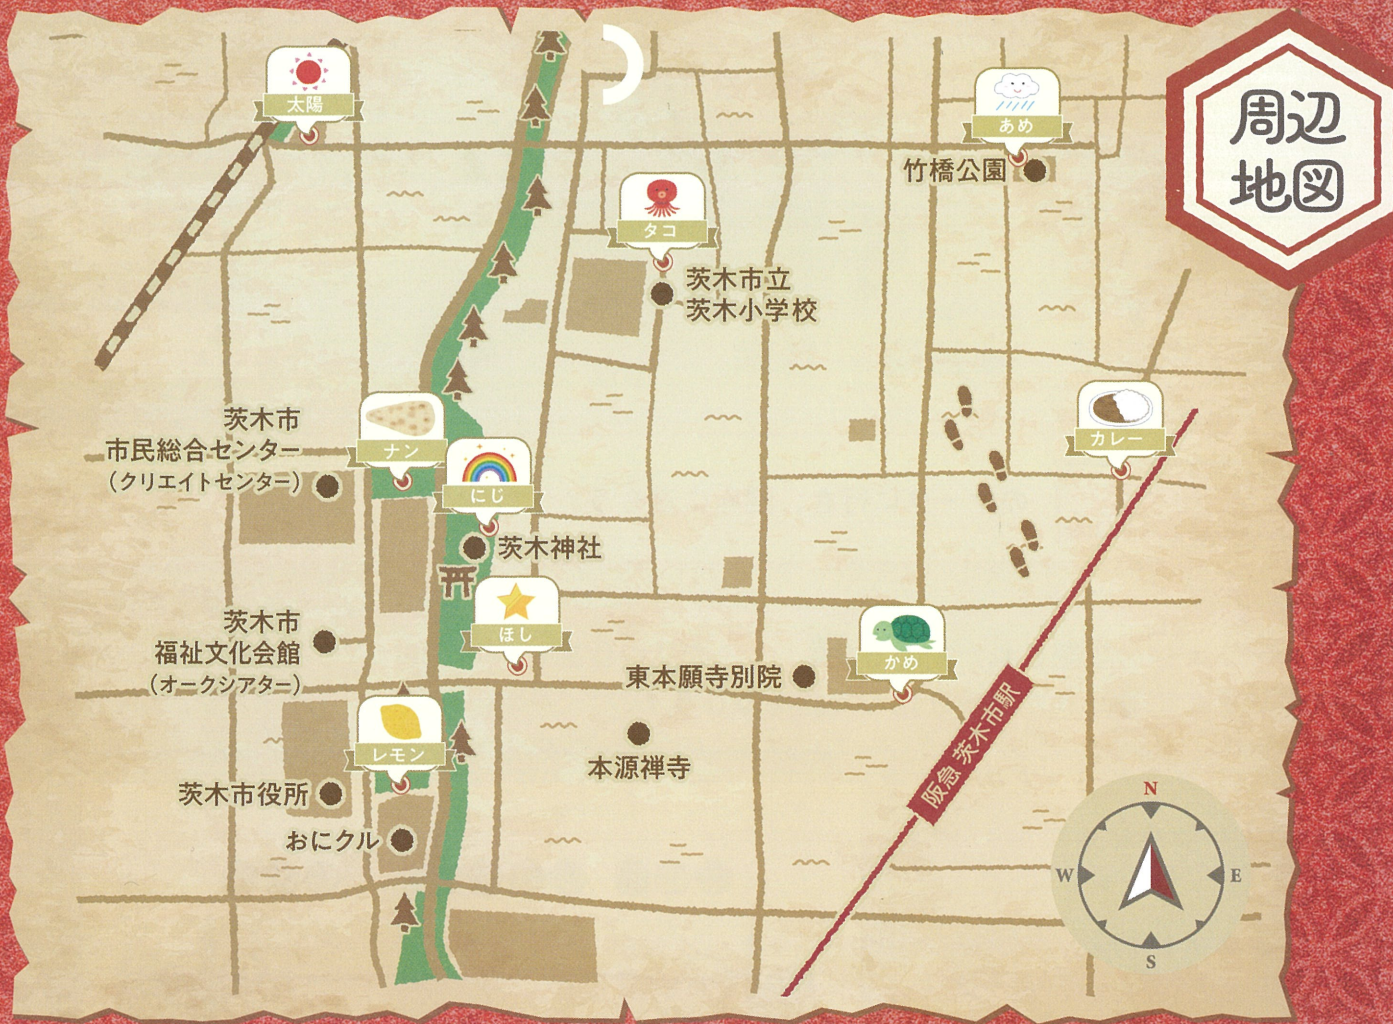 周辺
地図
太陽
あめ
竹橋公園
タコ
茨木市立
茨木小学校
カレー
茨木市
市民総合センター
（クリエイトセンター）
ナン
にじ
茨木神社
ほし
茨木市
福祉文化会館
（オークシアター）
かめ
東本願寺別院
本源禅寺
阪急 茨木市駅
レモン
茨木市役所
おにクル
N
W
E
S